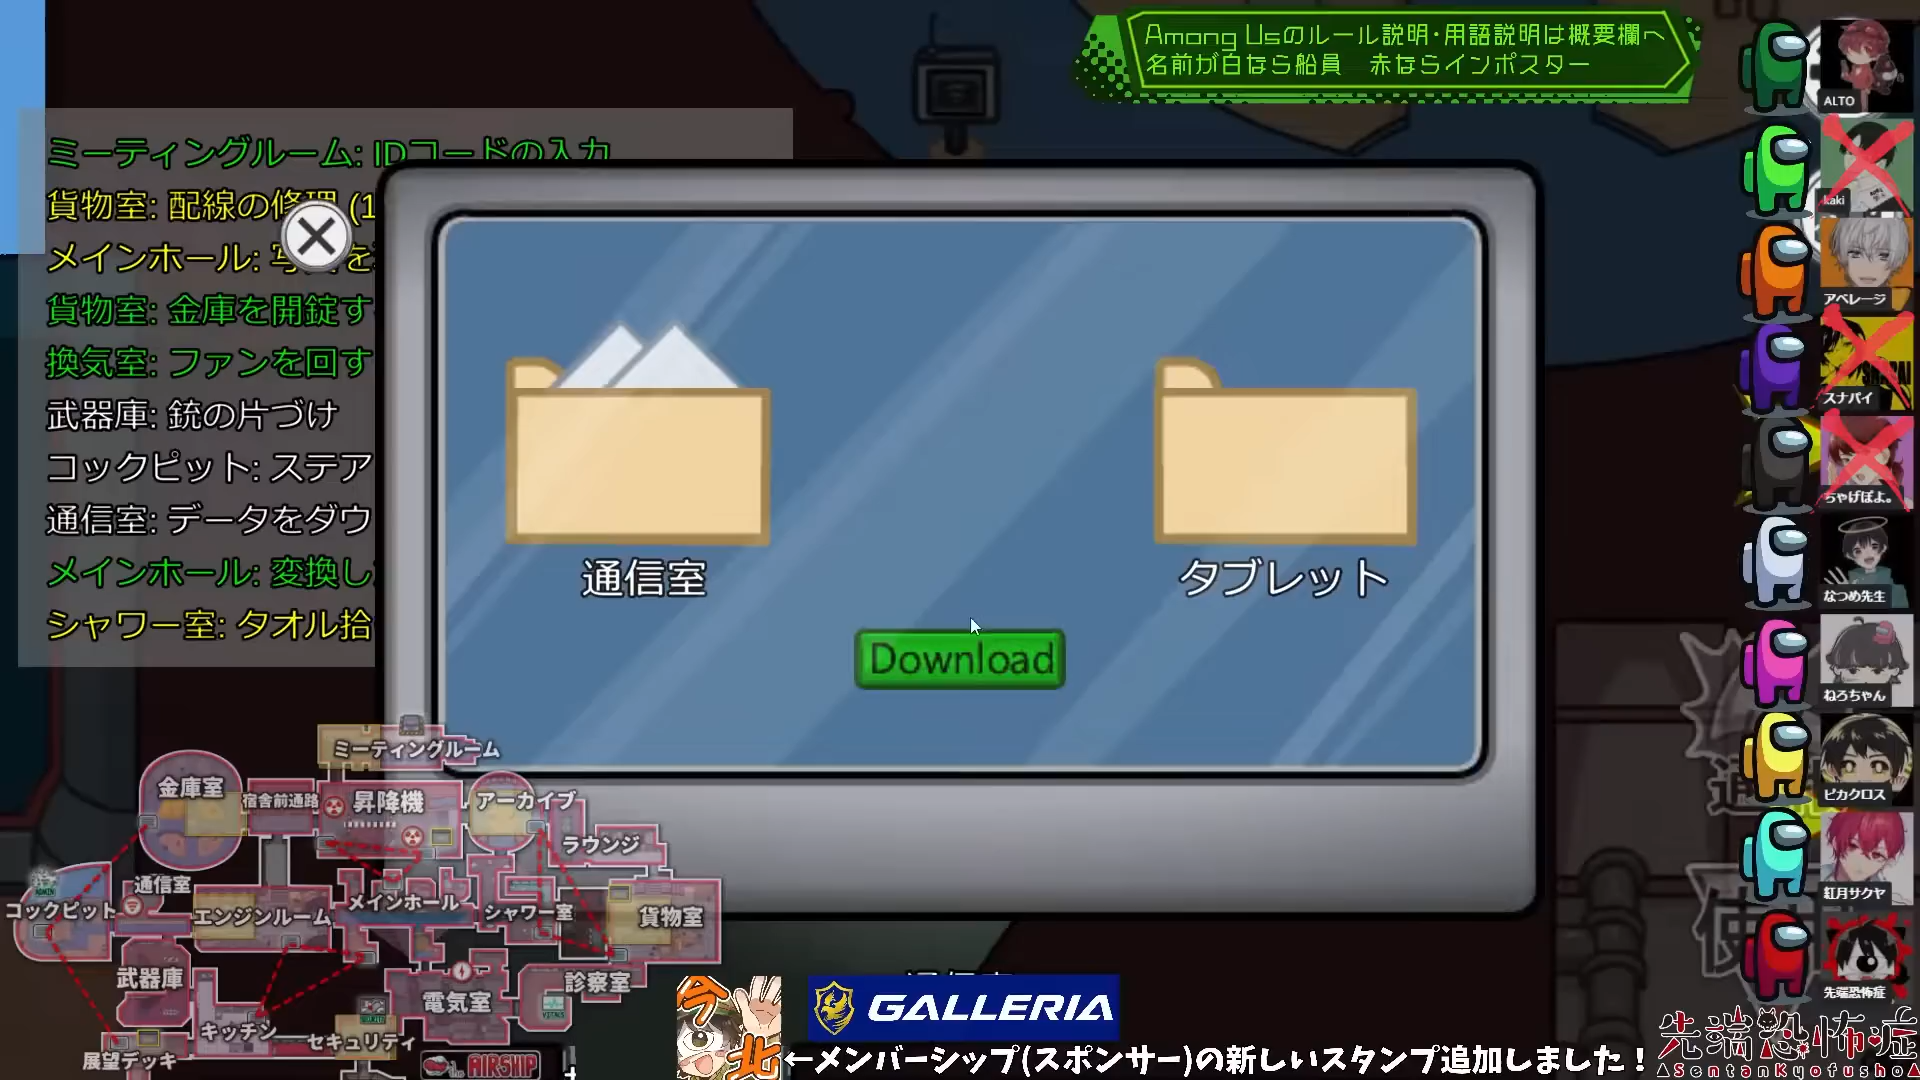 Among Usのルール説明・用語説明は概要欄へ
名前が白なら船員　赤ならインポスター
ミーティングルーム: IDコードの入力
貨物室: 配線の修理 (1
メインホール: 写真を
貨物室: 金庫を開錠す
換気室: ファンを回す
武器庫: 銃の片づけ
コックピット: ステア
通信室: データをダウ
メインホール: 変換し
シャワー室: タオル拾
通信室
タブレット
Download
ALTO
kaki
アベレージ
スナパイ
ちゃげぽよ。
なつめ先生
ねろちゃん
ピカクロス
紅月サクヤ
先端恐怖症
ミーティングルーム
金庫室
宿舎前通路
昇降機
アーカイブ
ラウンジ
ADMIN
通信室
コックピット
エンジンルーム
メインホール
シャワー室
貨物室
武器庫
電気室
診察室
VITALS
キッチン
セキュリティ
展望デッキ
THE AIRSHIP
今北
GALLERIA
←メンバーシップ(スポンサー)の新しいスタンプ追加しました！
先端恐怖症
SentanKyofusho